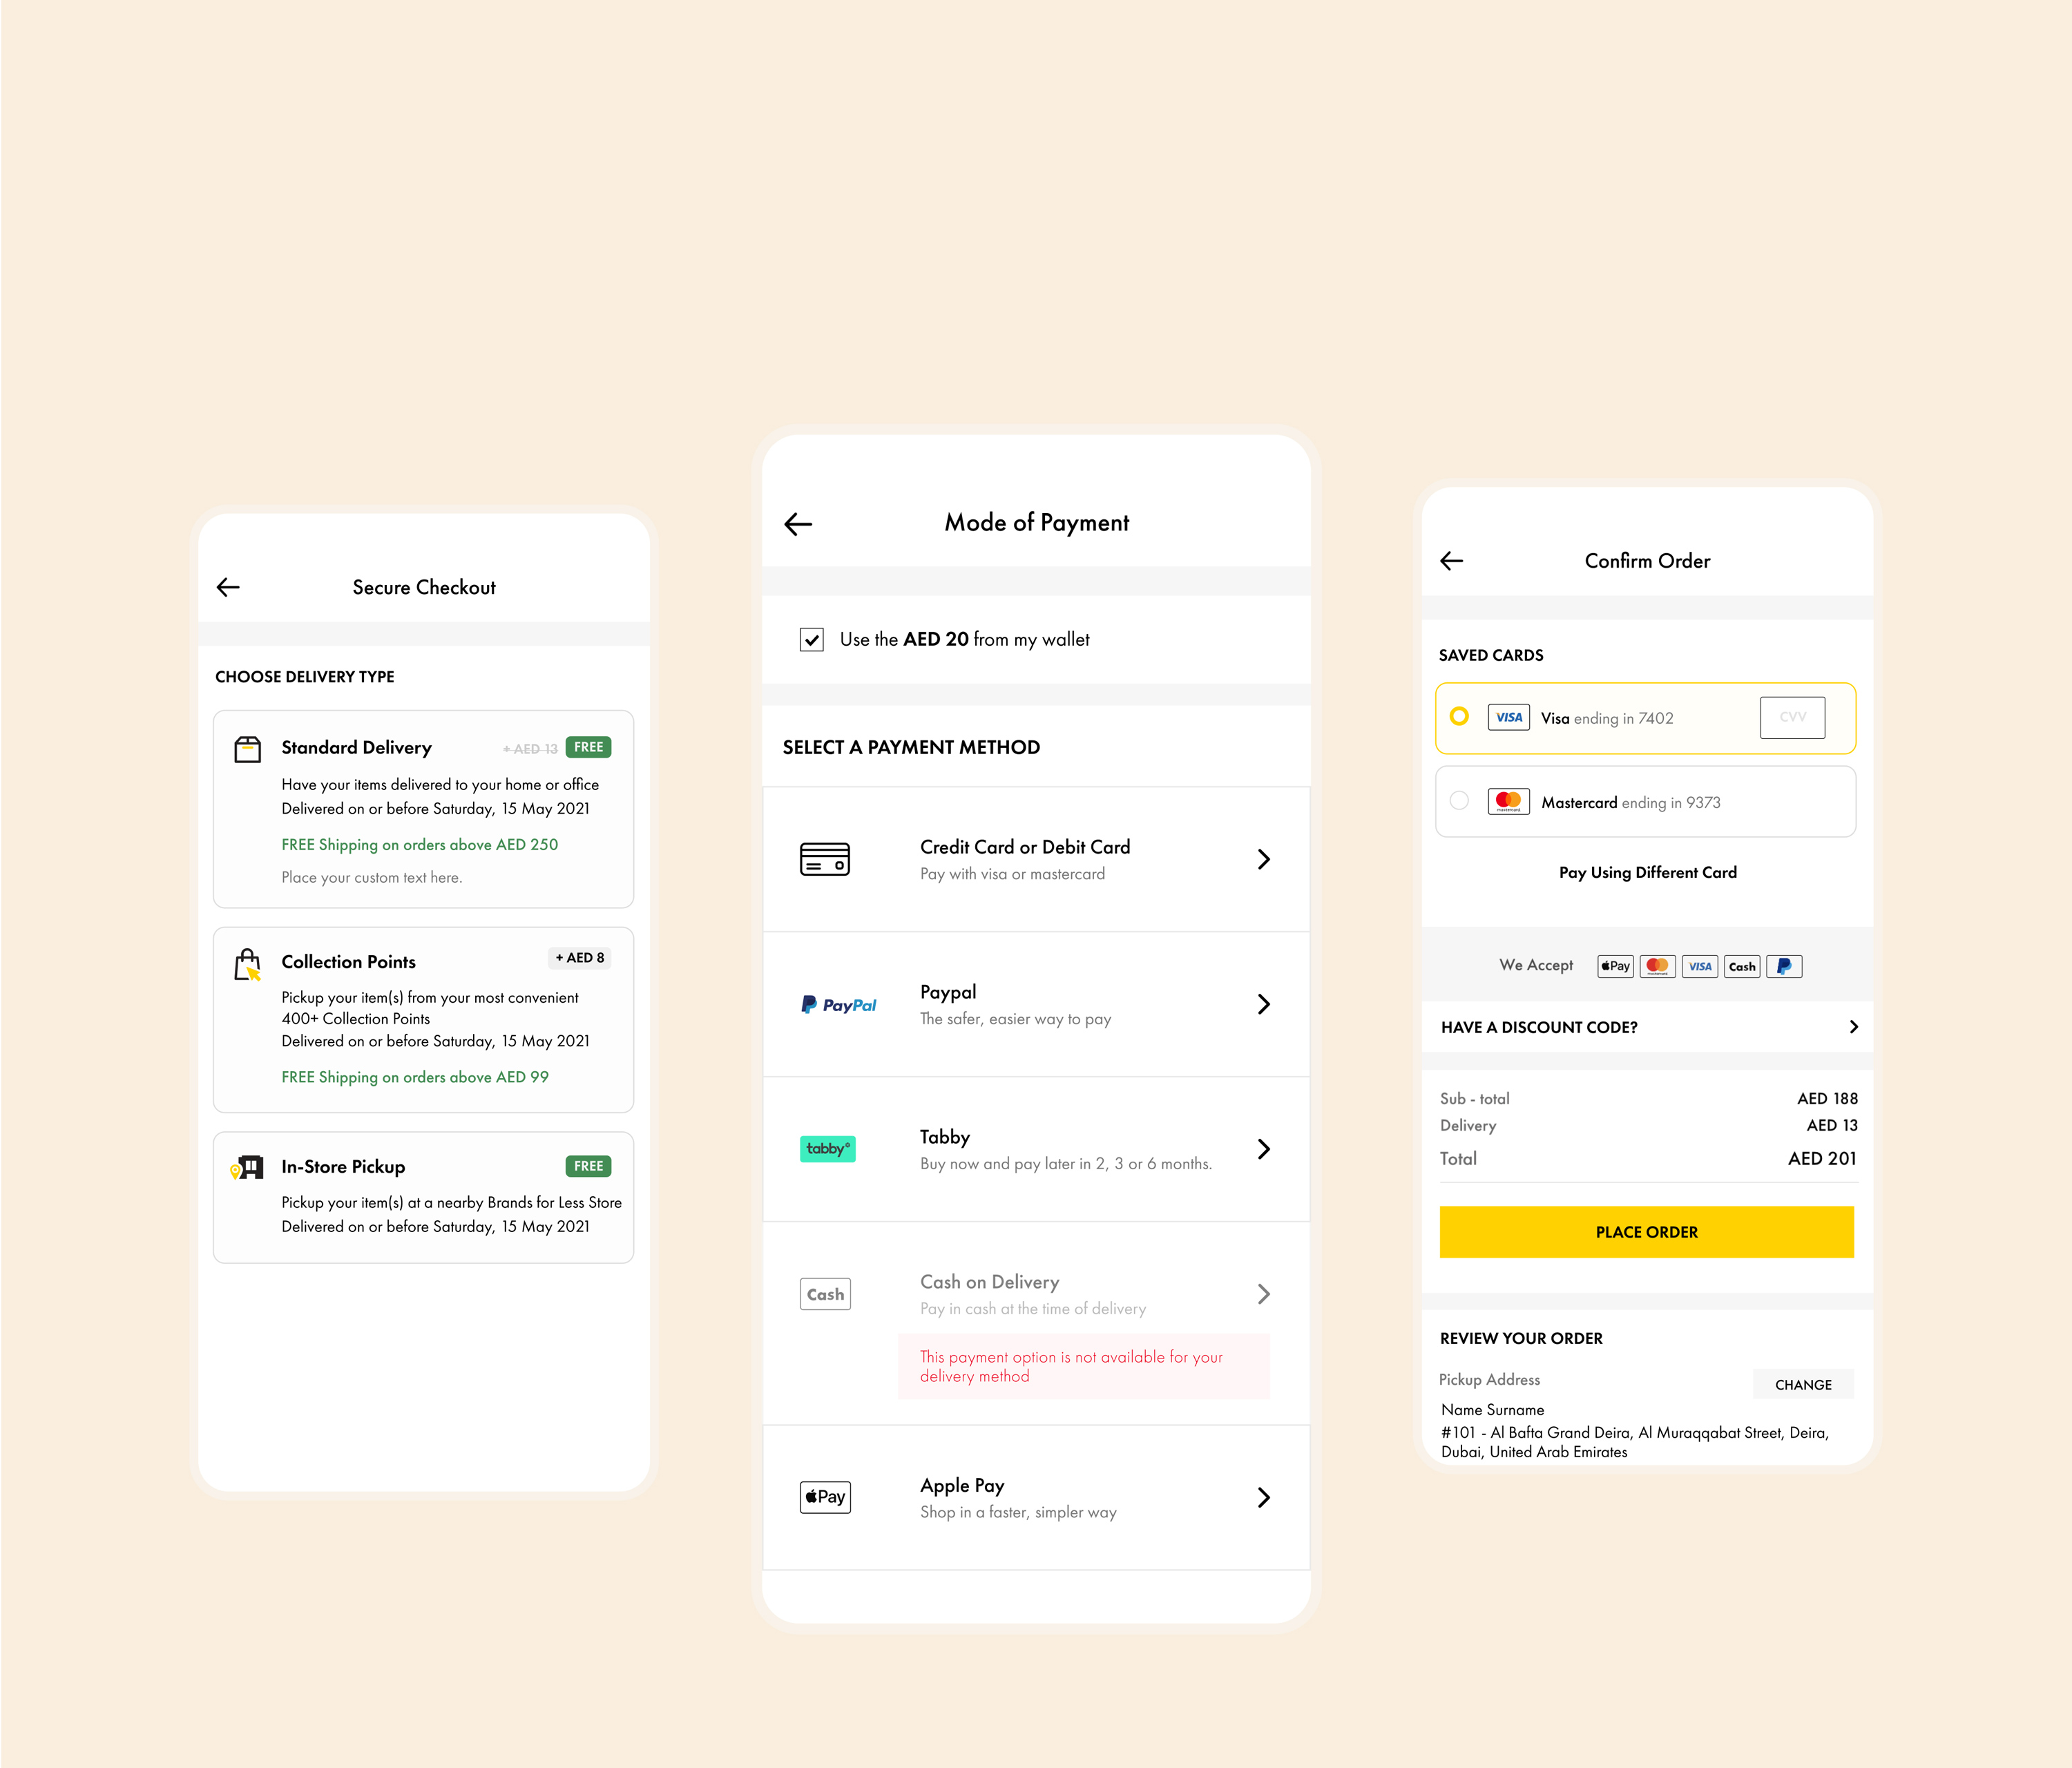 Secure Checkout
CHOOSE DELIVERY TYPE
Standard Delivery + AED 13 FREE
Have your items delivered to your home or office
Delivered on or before Saturday, 15 May 2021
FREE Shipping on orders above AED 250
Place your custom text here.
Collection Points + AED 8
Pickup your item(s) from your most convenient
400+ Collection Points
Delivered on or before Saturday, 15 May 2021
FREE Shipping on orders above AED 99
In-Store Pickup FREE
Pickup your item(s) at a nearby Brands for Less Store
Delivered on or before Saturday, 15 May 2021
Mode of Payment
Use the AED 20 from my wallet
SELECT A PAYMENT METHOD
Credit Card or Debit Card
Pay with visa or mastercard
PayPal
Paypal
The safer, easier way to pay
tabby
Tabby
Buy now and pay later in 2, 3 or 6 months.
Cash
Cash on Delivery
Pay in cash at the time of delivery
This payment option is not available for your
delivery method
Pay
Apple Pay
Shop in a faster, simpler way
Confirm Order
SAVED CARDS
VISA Visa ending in 7402 CVV
mastercard Mastercard ending in 9373
Pay Using Different Card
We Accept Pay mastercard VISA Cash P
HAVE A DISCOUNT CODE?
Sub - total AED 188
Delivery AED 13
Total AED 201
PLACE ORDER
REVIEW YOUR ORDER
Pickup Address CHANGE
Name Surname
#101 - Al Bafta Grand Deira, Al Muraqqabat Street, Deira,
Dubai, United Arab Emirates